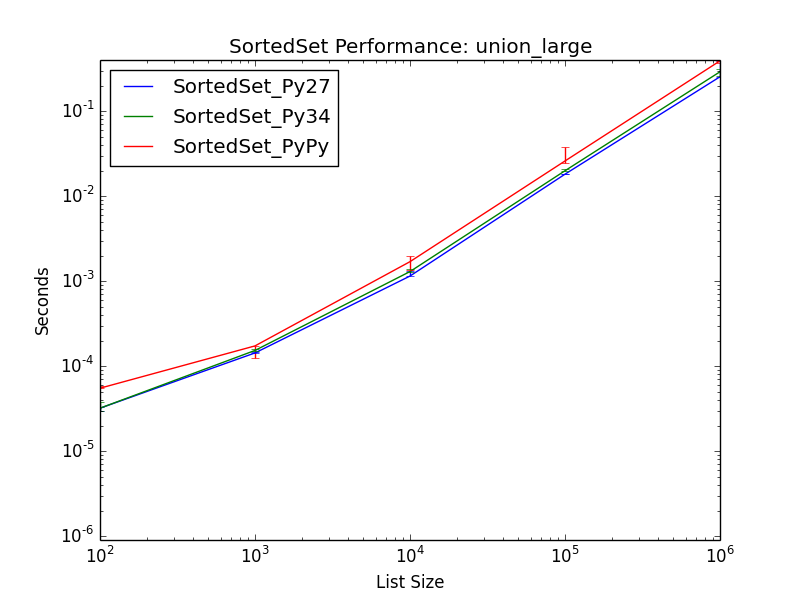 SortedSet Performance: union_large
SortedSet_Py27
SortedSet_Py34
SortedSet_PyPy
10^-1
10^-2
10^-3
10^-4
10^-5
10^-6
Seconds
10^2 10^3 10^4 10^5 10^6
List Size